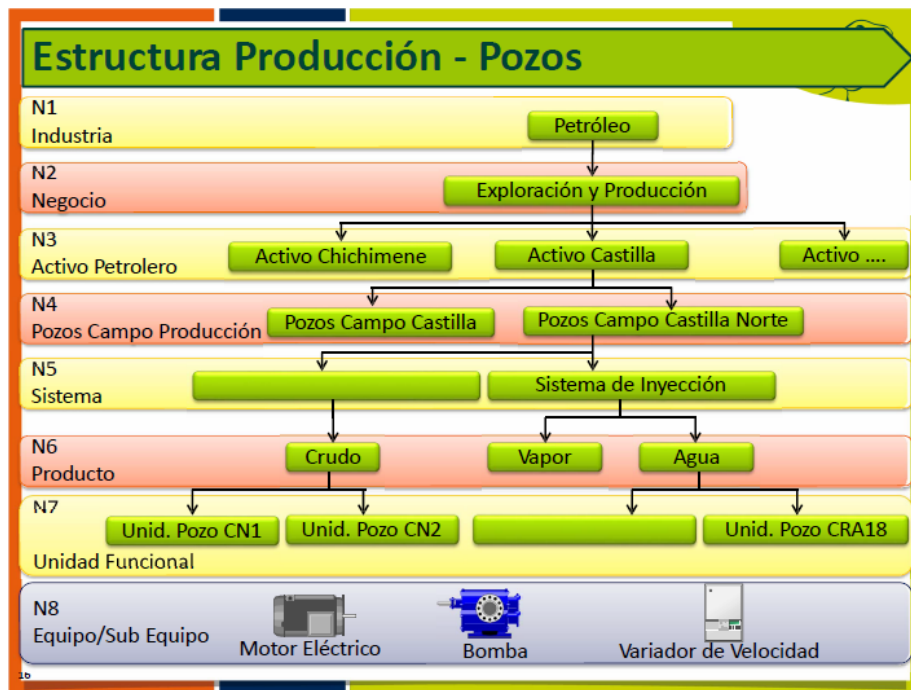 Estructura Producción - Pozos
N1
Industria
Petróleo
N2
Negocio
Exploración y Producción
N3
Activo Petrolero
Activo Chichimene
Activo Castilla
Activo ....
N4
Pozos Campo Producción
Pozos Campo Castilla
Pozos Campo Castilla Norte
N5
Sistema
Sistema de Inyección
N6
Producto
Crudo
Vapor
Agua
N7
Unidad Funcional
Unid. Pozo CN1
Unid. Pozo CN2
Unid. Pozo CRA18
N8
Equipo/Sub Equipo
Motor Eléctrico
Bomba
Variador de Velocidad
16